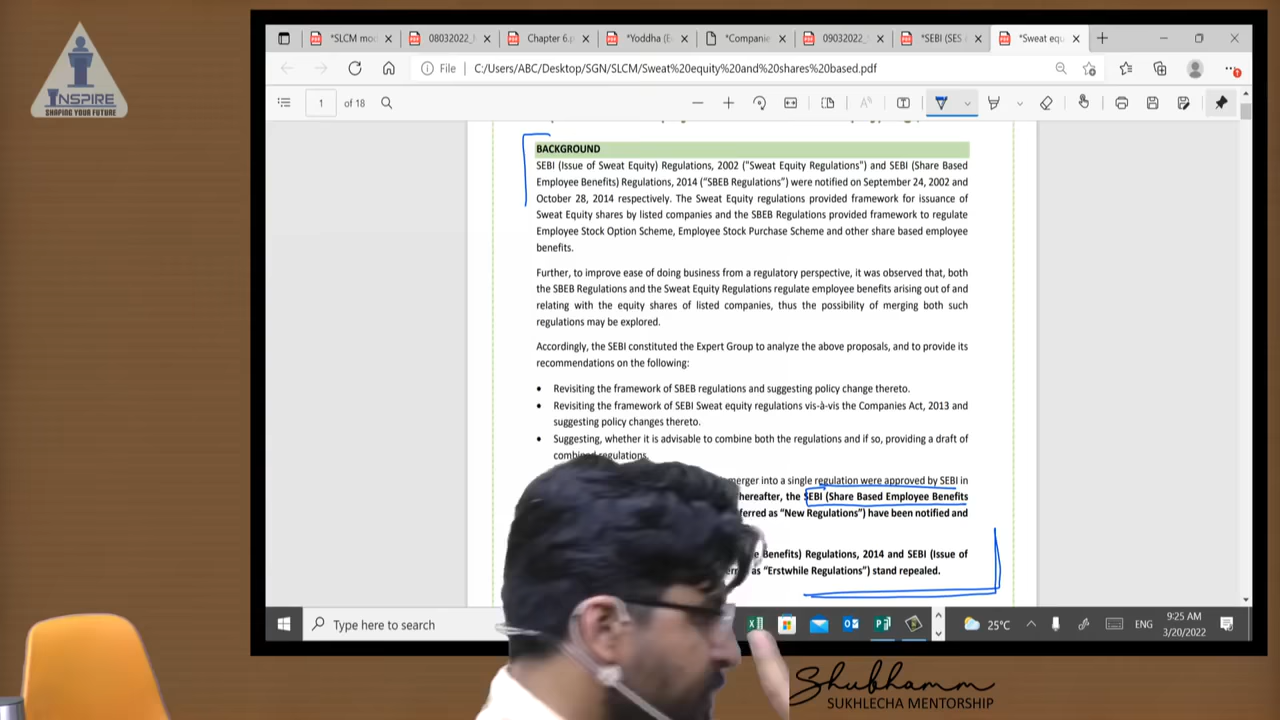 INSPIRE
SHAPING YOUR FUTURE
*SLCM mo
08032022_
Chapter 6.p
*Yoddha (E
*Companie
09032022_
*SEBI (SES
*Sweat equ
File
C:/Users/ABC/Desktop/SGN/SLCM/Sweat%20equity%20and%20shares%20based.pdf
1 of 18
BACKGROUND
SEBI (Issue of Sweat Equity) Regulations, 2002 ("Sweat Equity Regulations") and SEBI (Share Based
Employee Benefits) Regulations, 2014 ("SBEB Regulations") were notified on September 24, 2002 and
October 28, 2014 respectively. The Sweat Equity regulations provided framework for issuance of
Sweat Equity shares by listed companies and the SBEB Regulations provided framework to regulate
Employee Stock Option Scheme, Employee Stock Purchase Scheme and other share based employee
benefits.
Further, to improve ease of doing business from a regulatory perspective, it was observed that, both
the SBEB Regulations and the Sweat Equity Regulations regulate employee benefits arising out of and
relating with the equity shares of listed companies, thus the possibility of merging both such
regulations may be explored.
Accordingly, the SEBI constituted the Expert Group to analyze the above proposals, and to provide its
recommendations on the following:
• Revisiting the framework of SBEB regulations and suggesting policy change thereto.
• Revisiting the framework of SEBI Sweat equity regulations vis-à-vis the Companies Act, 2013 and
suggesting policy changes thereto.
• Suggesting, whether it is advisable to combine both the regulations and if so, providing a draft of
combined regulations.
merger into a single regulation were approved by SEBI in
hereafter, the SEBI (Share Based Employee Benefits
ferred as "New Regulations") have been notified and
e Benefits) Regulations, 2014 and SEBI (Issue of
as "Erstwhile Regulations") stand repealed.
Type here to search
25°C
ENG
9:25 AM
3/20/2022
Shubhamm
SUKHLECHA MENTORSHIP